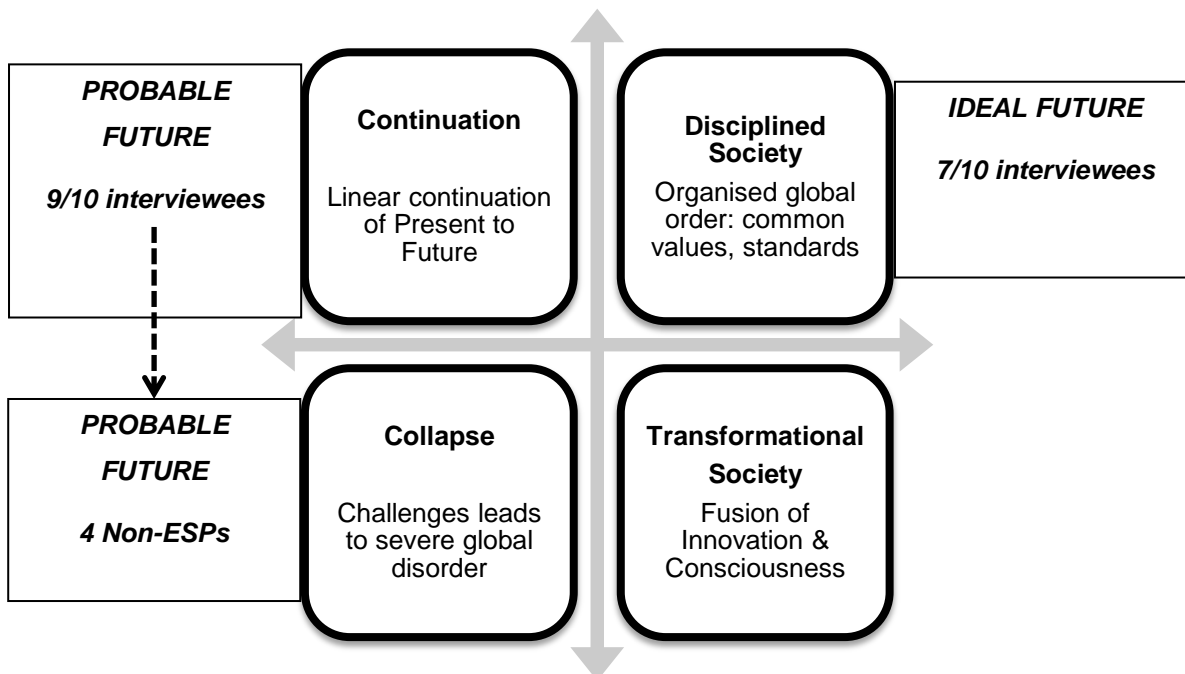 PROBABLE
FUTURE
9/10 interviewees
Continuation
Linear continuation
of Present to
Future
Disciplined
Society
Organised global
order: common
values, standards
IDEAL FUTURE
7/10 interviewees
PROBABLE
FUTURE
4 Non-ESPs
Collapse
Challenges leads
to severe global
disorder
Transformational
Society
Fusion of
Innovation &
Consciousness